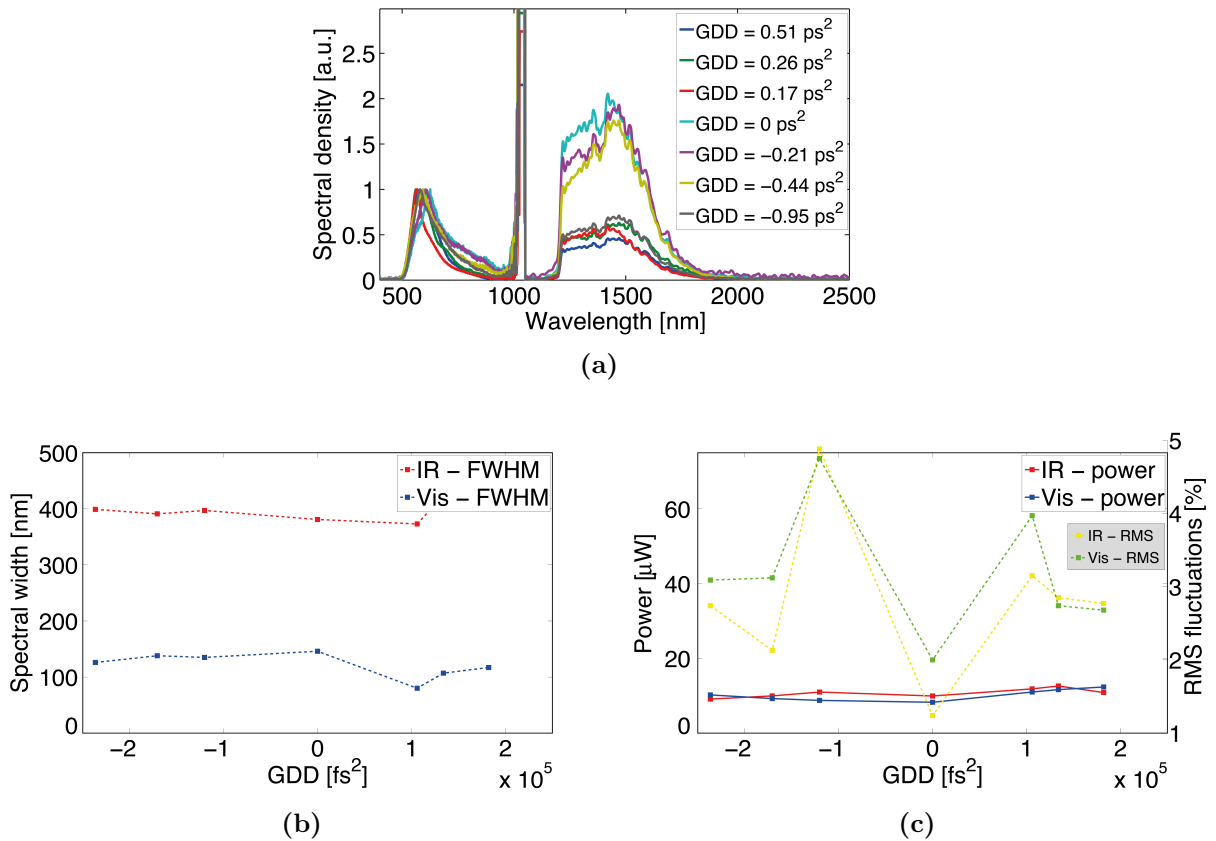 Spectral density [a.u.]
2.5
2
1.5
1
0.5
0
500
1000
1500
2000
2500
Wavelength [nm]
GDD = 0.51 ps²
GDD = 0.26 ps²
GDD = 0.17 ps²
GDD = 0 ps²
GDD = −0.21 ps²
GDD = −0.44 ps²
GDD = −0.95 ps²
(a)
Spectral width [nm]
500
400
300
200
100
0
−2
−1
0
1
2
GDD [fs²]
x 10⁵
IR − FWHM
Vis − FWHM
(b)
Power [µW]
60
40
20
0
−2
−1
0
1
2
GDD [fs²]
x 10⁵
IR − power
Vis − power
IR − RMS
Vis − RMS
5
4
3
2
1
RMS fluctuations [%]
(c)